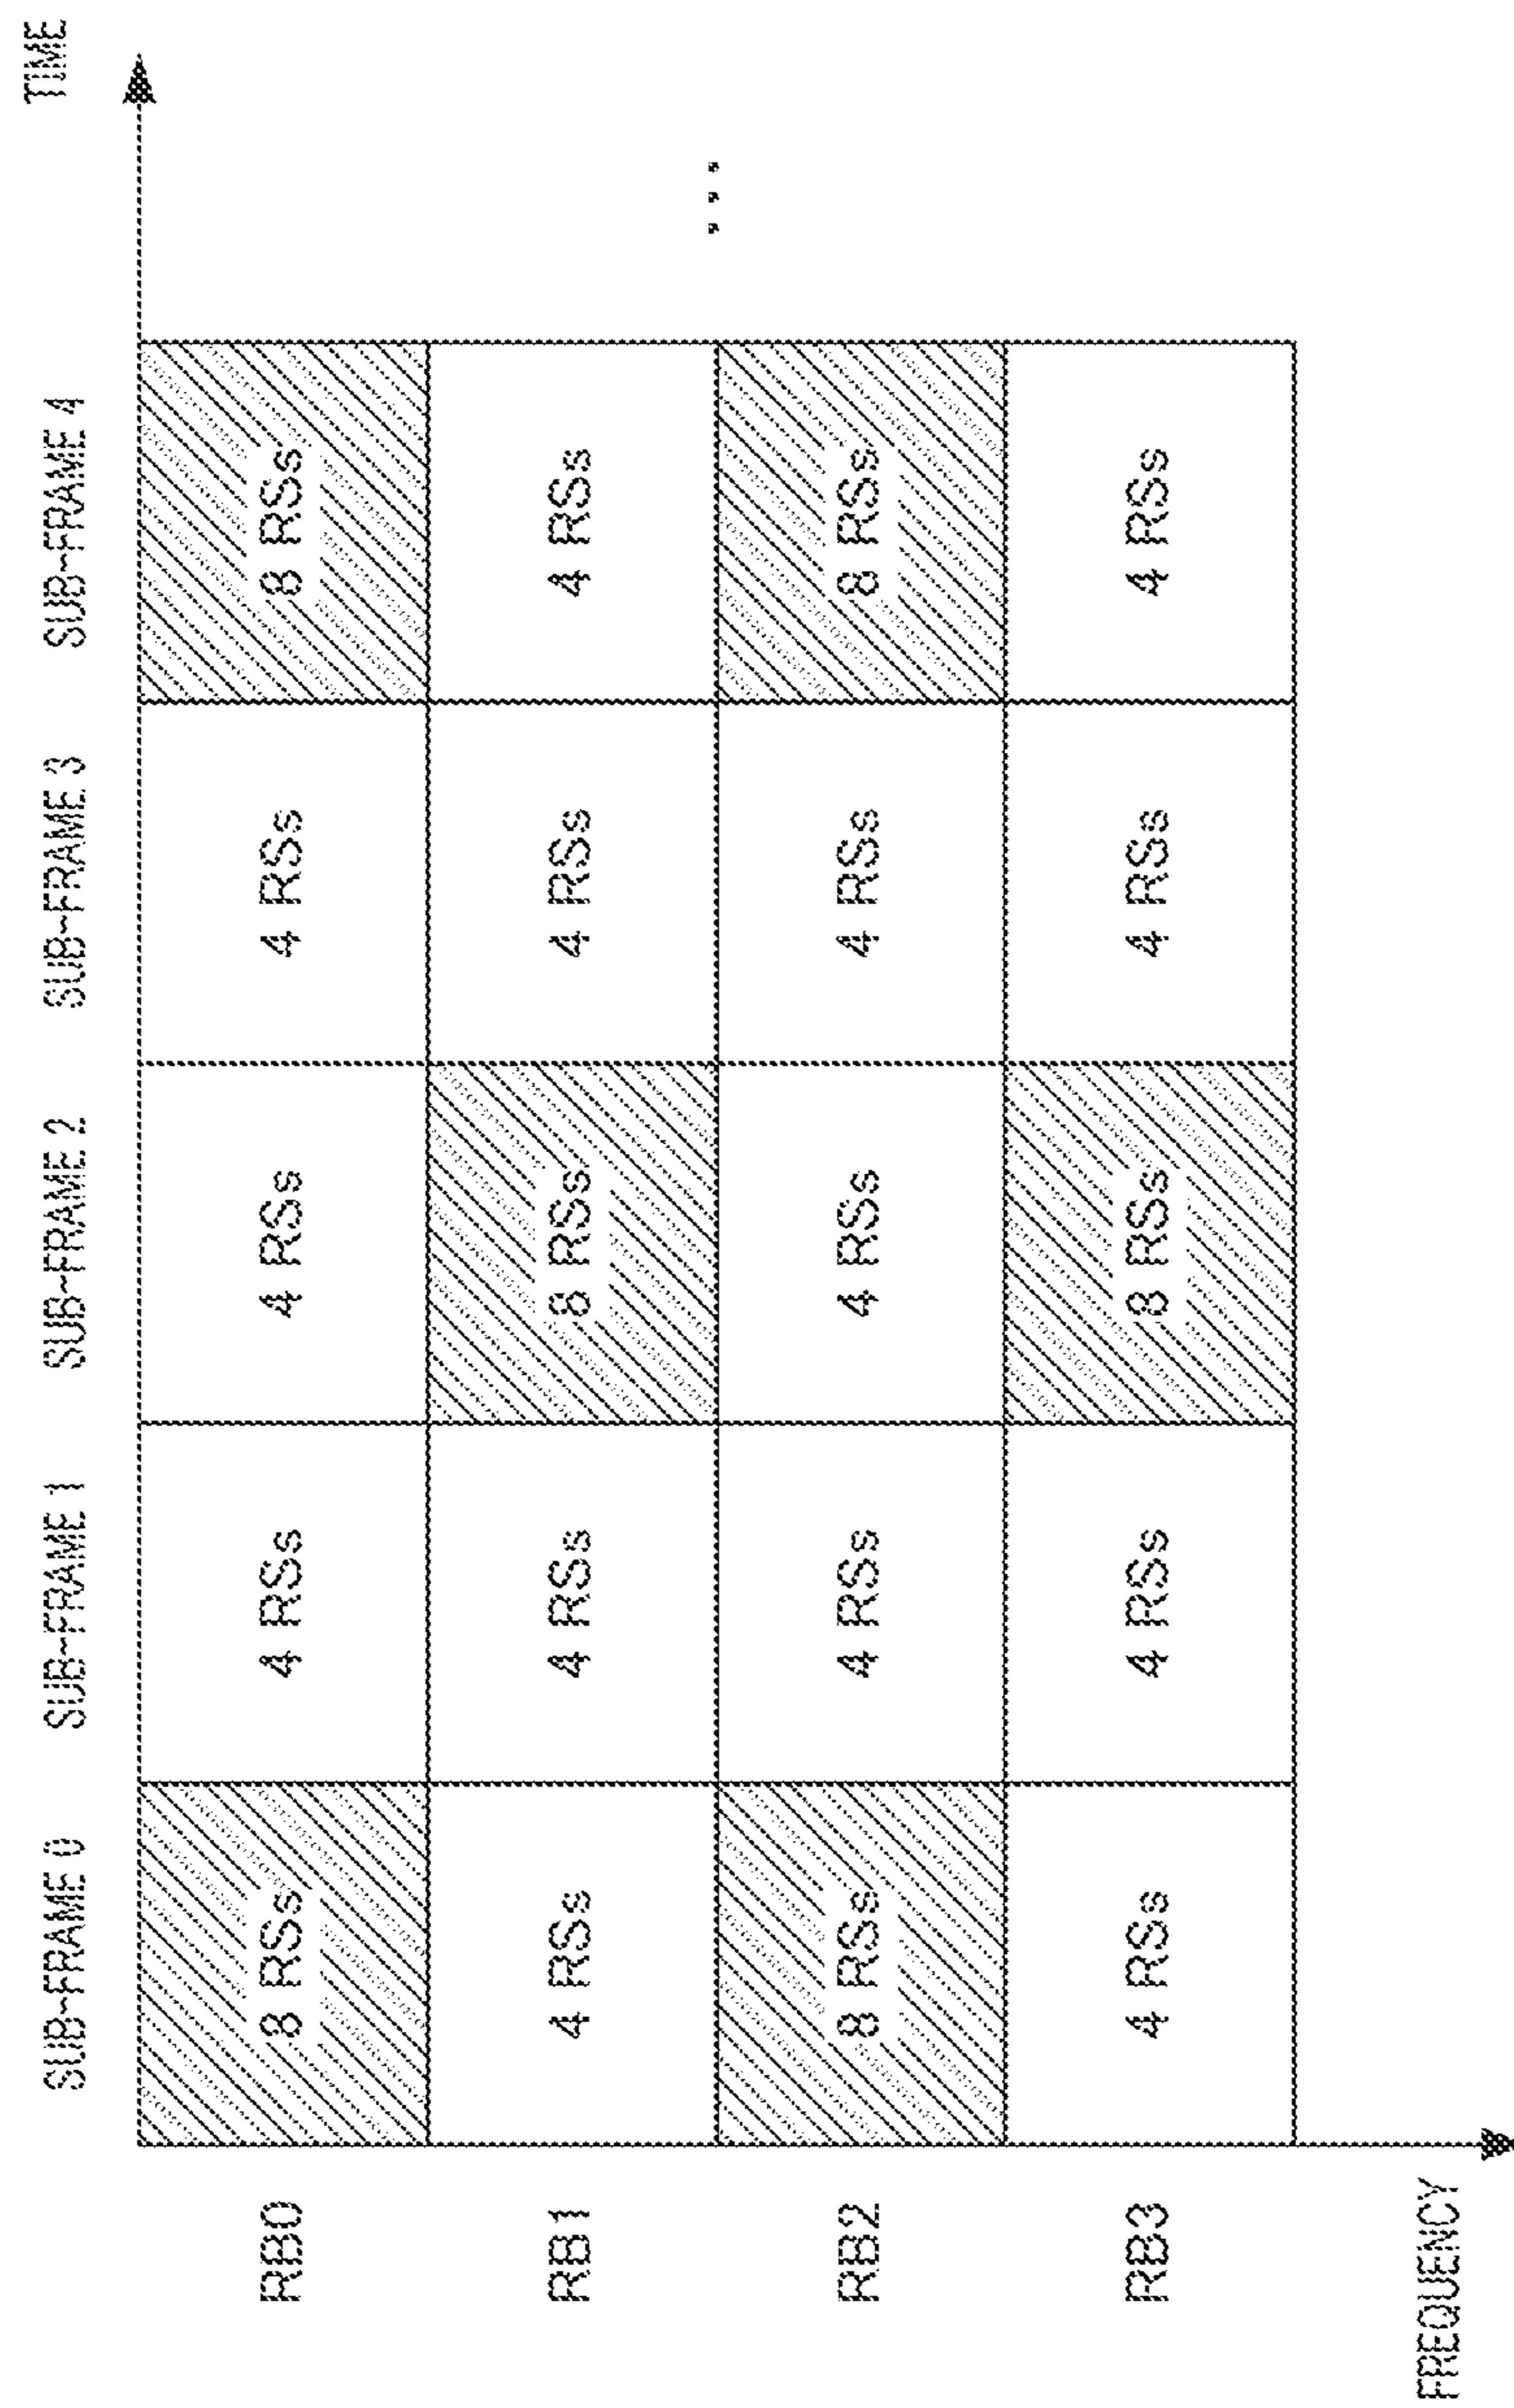 TIME
SUB-FRAME 0 SUB-FRAME 1 SUB-FRAME 2 SUB-FRAME 3 SUB-FRAME 4
RB0 8 RSs 4 RSs 4 RSs 4 RSs 8 RSs
RB1 4 RSs 4 RSs 8 RSs 4 RSs 4 RSs
...
RB2 8 RSs 4 RSs 4 RSs 4 RSs 8 RSs
RB3 4 RSs 4 RSs 8 RSs 4 RSs 4 RSs
FREQUENCY